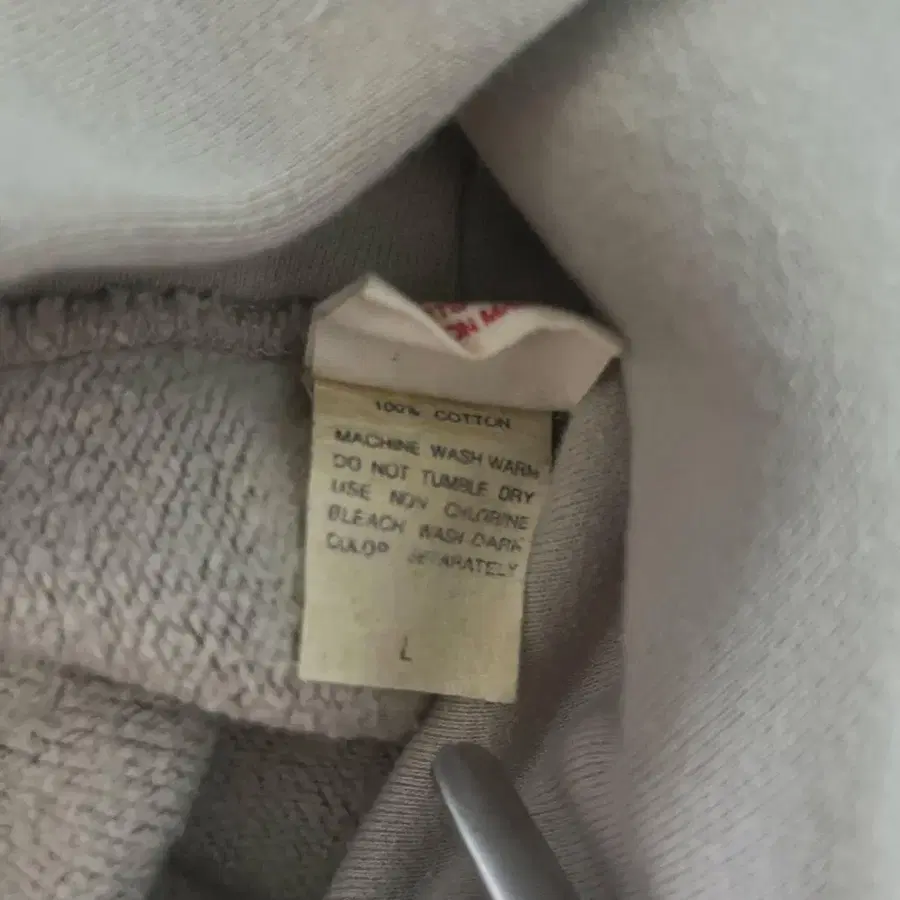 100% COTTON
MACHINE WASH WARM
DO NOT TUMBLE DRY
USE NON CHLORINE
BLEACH WASH DARK
COLOR SEPARATELY
L